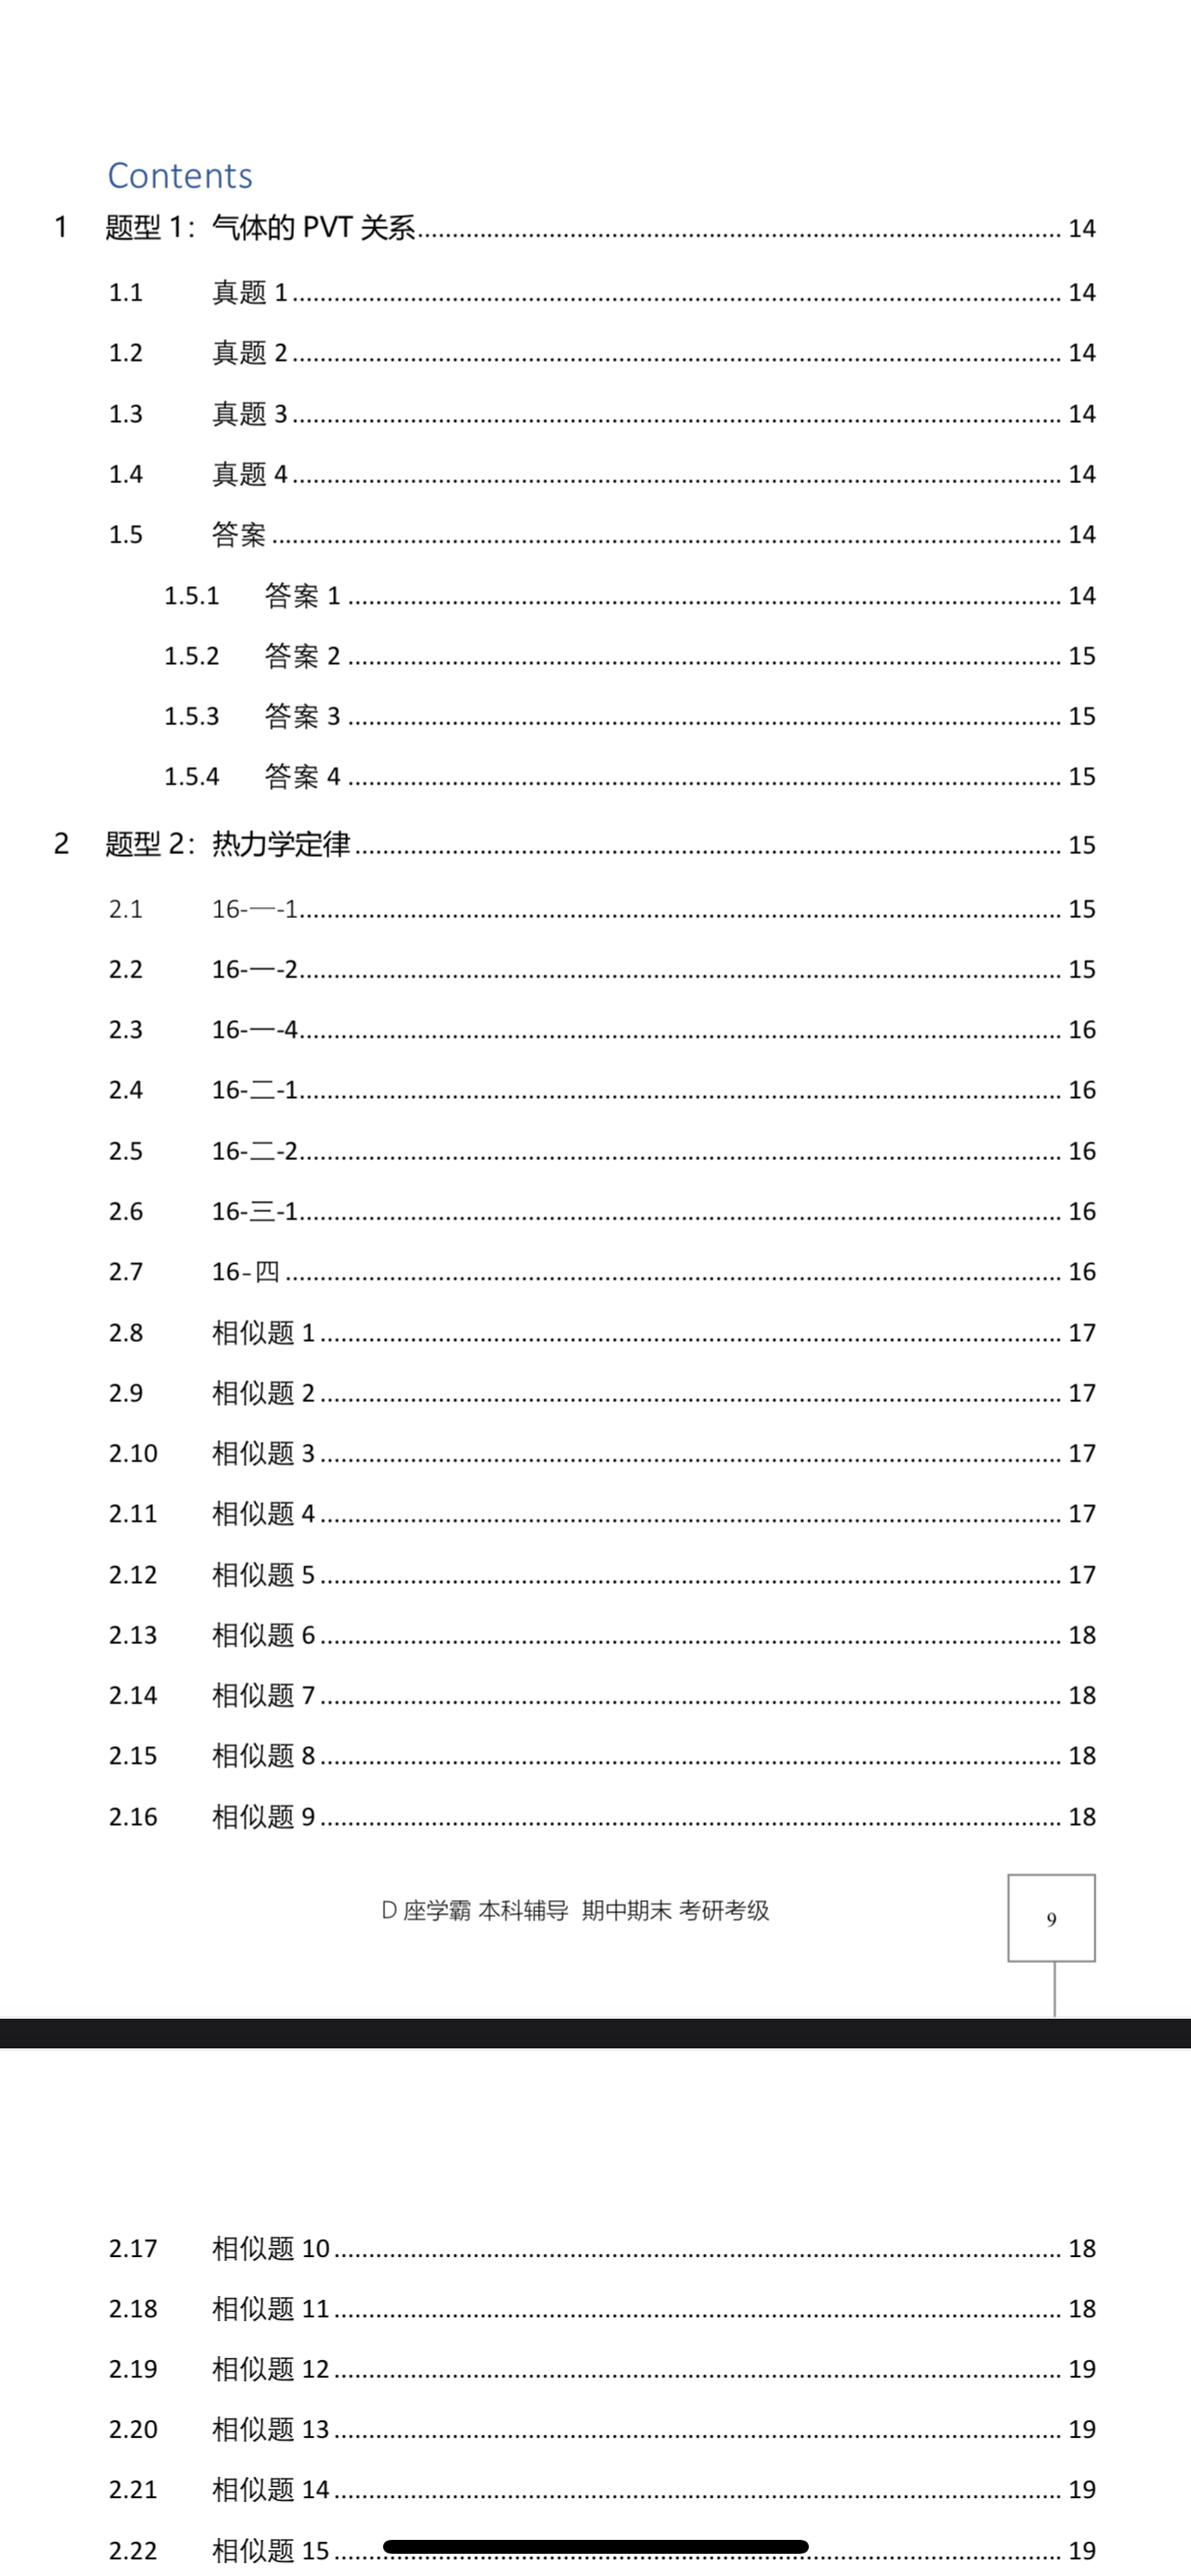 Contents
1 题型 1：气体的 PVT 关系 14
1.1 真题 1 14
1.2 真题 2 14
1.3 真题 3 14
1.4 真题 4 14
1.5 答案 14
1.5.1 答案 1 14
1.5.2 答案 2 15
1.5.3 答案 3 15
1.5.4 答案 4 15
2 题型 2：热力学定律 15
2.1 16-一-1 15
2.2 16-一-2 15
2.3 16-一-4 16
2.4 16-二-1 16
2.5 16-二-2 16
2.6 16-三-1 16
2.7 16-四 16
2.8 相似题 1 17
2.9 相似题 2 17
2.10 相似题 3 17
2.11 相似题 4 17
2.12 相似题 5 17
2.13 相似题 6 18
2.14 相似题 7 18
2.15 相似题 8 18
2.16 相似题 9 18
D 座学霸 本科辅导 期中期末 考研考级
9
2.17 相似题 10 18
2.18 相似题 11 18
2.19 相似题 12 19
2.20 相似题 13 19
2.21 相似题 14 19
2.22 相似题 15 19